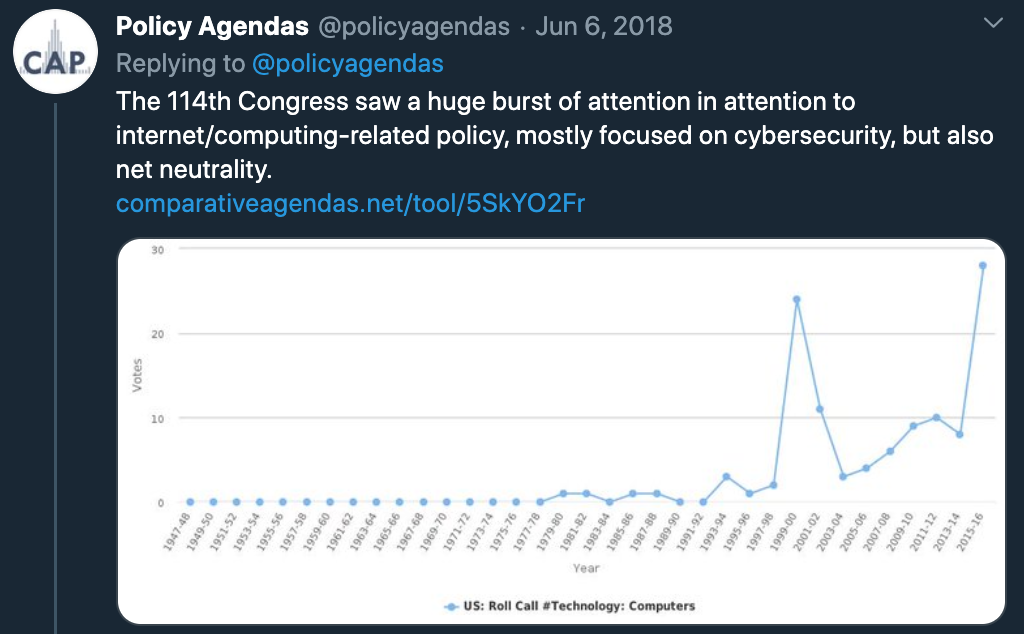 CAP
Policy Agendas @policyagendas · Jun 6, 2018
Replying to @policyagendas
The 114th Congress saw a huge burst of attention in attention to
internet/computing-related policy, mostly focused on cybersecurity, but also
net neutrality.
comparativeagendas.net/tool/5SkYO2Fr
30
20
Votes
10
0
1947-48 1949-50 1951-52 1953-54 1955-56 1957-58 1959-60 1961-62 1963-64 1965-66 1967-68 1969-70 1971-72 1973-74 1975-76 1977-78 1979-80 1981-82 1983-84 1985-86 1987-88 1989-90 1991-92 1993-94 1995-96 1997-98 1999-00 2001-02 2003-04 2005-06 2007-08 2009-10 2011-12 2013-14 2015-16
Year
US: Roll Call #Technology: Computers